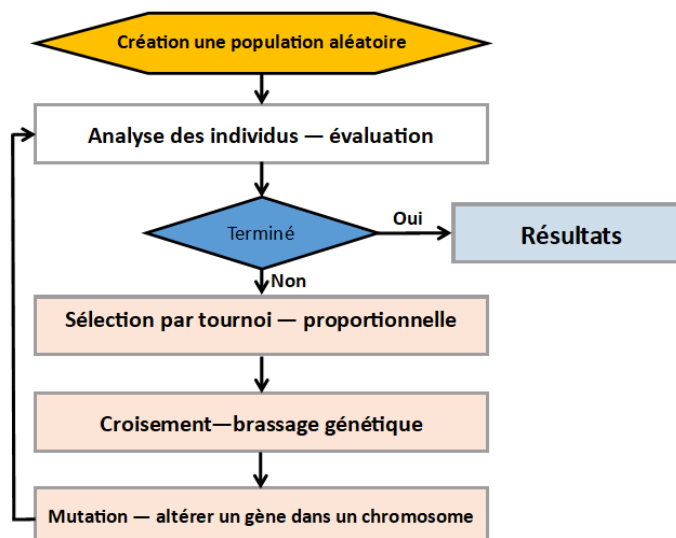 Création une population aléatoire
Analyse des individus — évaluation
Terminé
Oui
Résultats
Non
Sélection par tournoi — proportionnelle
Croisement—brassage génétique
Mutation — altérer un gène dans un chromosome